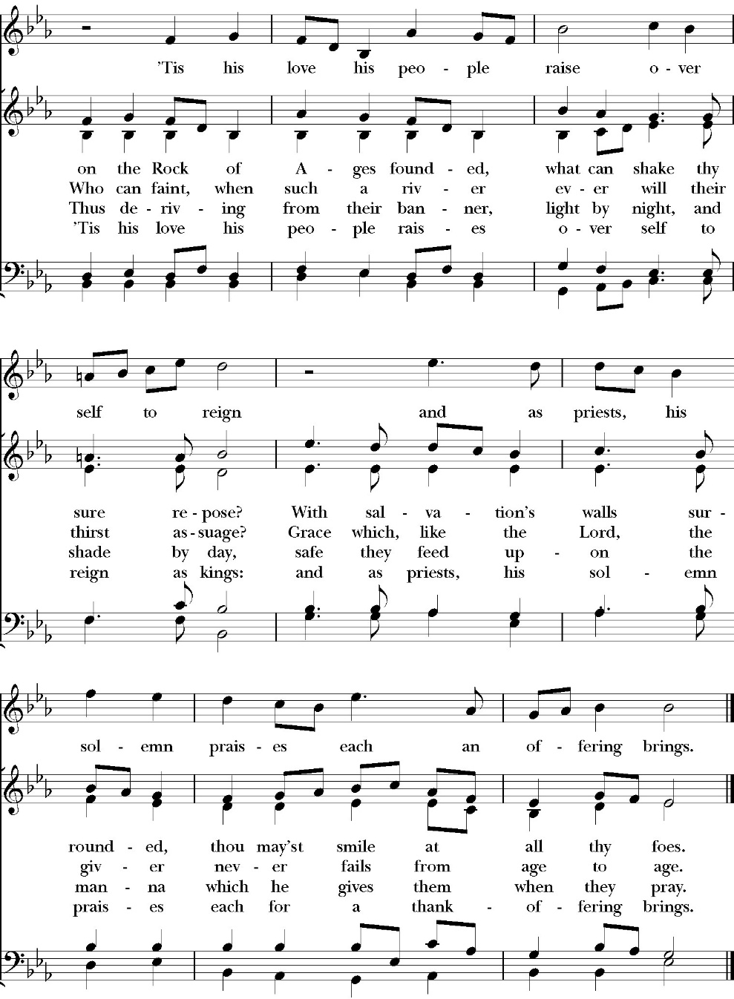 ’Tis his love his peo - ple raise o - ver
on the Rock of A - ges found - ed, what can shake thy
Who can faint, when such a riv - er ev - er will their
Thus de - riv - ing from their ban - ner, light by night, and
’Tis his love his peo - ple rais - es o - ver self to
self to reign and as priests, his
sure re - pose? With sal - va - tion’s walls sur -
thirst as - suage? Grace which, like the Lord, the
shade by day, safe they feed up - on the
reign as kings: and as priests, his sol - emn
sol - emn prais - es each an of - fering brings.
round - ed, thou may’st smile at all thy foes.
giv - er nev - er fails from age to age.
man - na which he gives them when they pray.
prais - es each for a thank - of - fering brings.